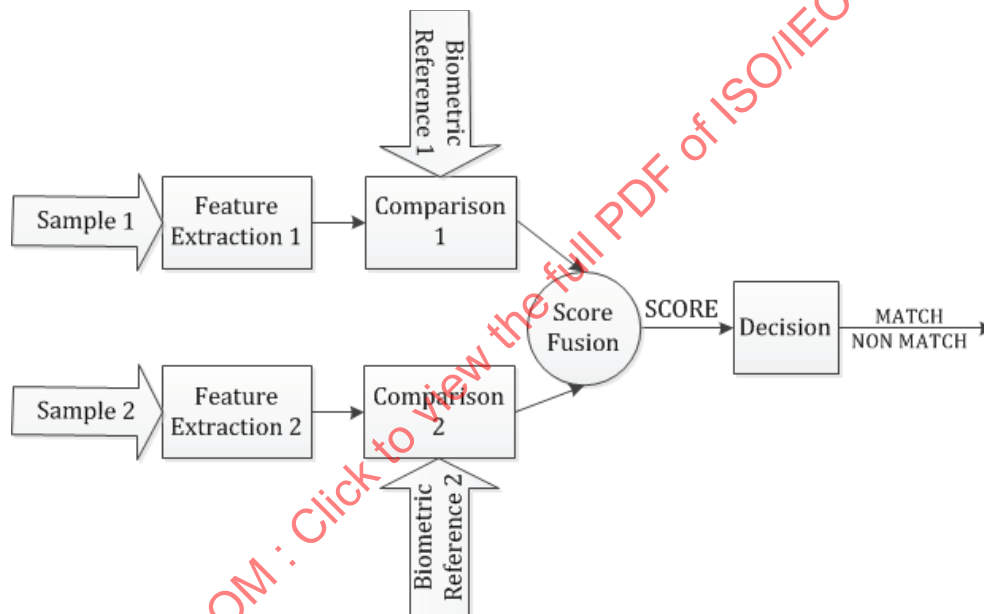 Biometric
Reference 1
Sample 1
Feature
Extraction 1
Comparison
1
Score
Fusion
SCORE
Decision
MATCH
NON MATCH
Sample 2
Feature
Extraction 2
Comparison
2
Biometric
Reference 2
OM : Click to view the full PDF of ISO/IEC